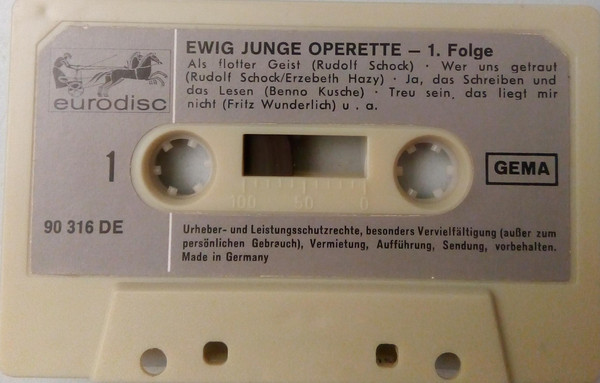 EWIG JUNGE OPERETTE – 1. Folge
Als flotter Geist (Rudolf Schock) · Wer uns getraut
(Rudolf Schock/Erzebeth Hazy) · Ja, das Schreiben und
das Lesen (Benno Kusche) · Treu sein, das liegt mir
nicht (Fritz Wunderlich) u. a.
eurodisc
1
GEMA
100 50 0
90 316 DE
Urheber- und Leistungsschutzrechte, besonders Vervielfältigung (außer zum
persönlichen Gebrauch), Vermietung, Aufführung, Sendung, vorbehalten.
Made in Germany